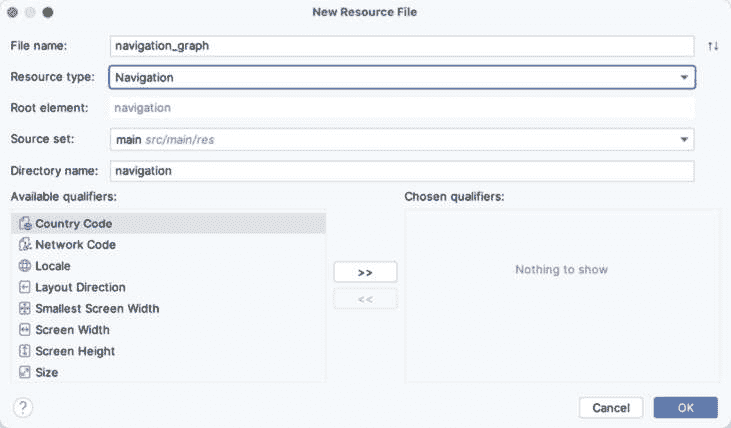 New Resource File
File name: navigation_graph
Resource type: Navigation
Root element: navigation
Source set: main src/main/res
Directory name: navigation
Available qualifiers: Chosen qualifiers:
Country Code
Network Code
Locale
Layout Direction
Smallest Screen Width
Screen Width
Screen Height
Size
>>
<<
Nothing to show
? Cancel OK